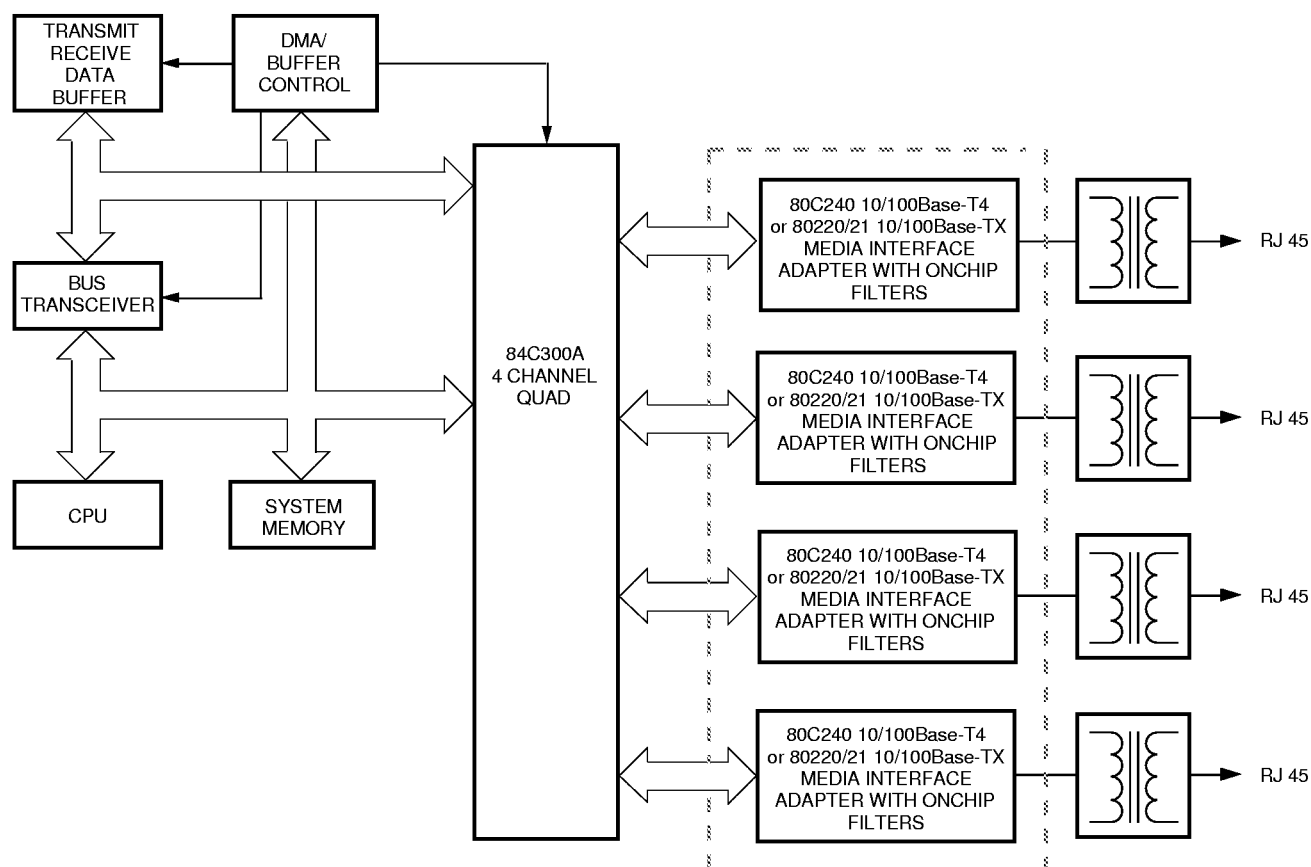 TRANSMIT
RECEIVE
DATA
BUFFER
DMA/
BUFFER
CONTROL
BUS
TRANSCEIVER
CPU
SYSTEM
MEMORY
84C300A
4 CHANNEL
QUAD
80C240 10/100Base-T4
or 80220/21 10/100Base-TX
MEDIA INTERFACE
ADAPTER WITH ONCHIP
FILTERS
RJ 45
80C240 10/100Base-T4
or 80220/21 10/100Base-TX
MEDIA INTERFACE
ADAPTER WITH ONCHIP
FILTERS
RJ 45
80C240 10/100Base-T4
or 80220/21 10/100Base-TX
MEDIA INTERFACE
ADAPTER WITH ONCHIP
FILTERS
RJ 45
80C240 10/100Base-T4
or 80220/21 10/100Base-TX
MEDIA INTERFACE
ADAPTER WITH ONCHIP
FILTERS
RJ 45